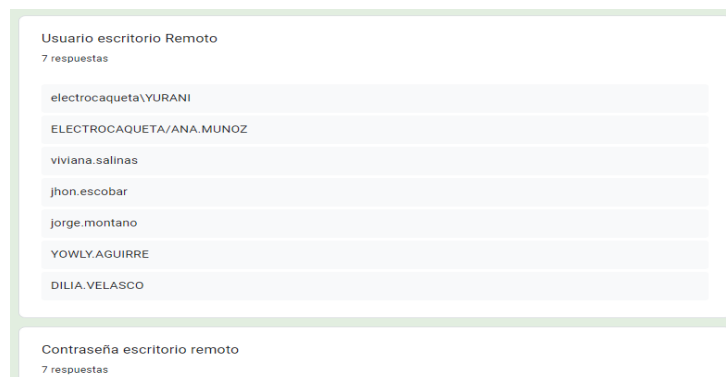 Usuario escritorio Remoto
7 respuestas
electrocaqueta\YURANI
ELECTROCAQUETA/ANA.MUNOZ
viviana.salinas
jhon.escobar
jorge.montano
YOWLY.AGUIRRE
DILIA.VELASCO
Contraseña escritorio remoto
7 respuestas